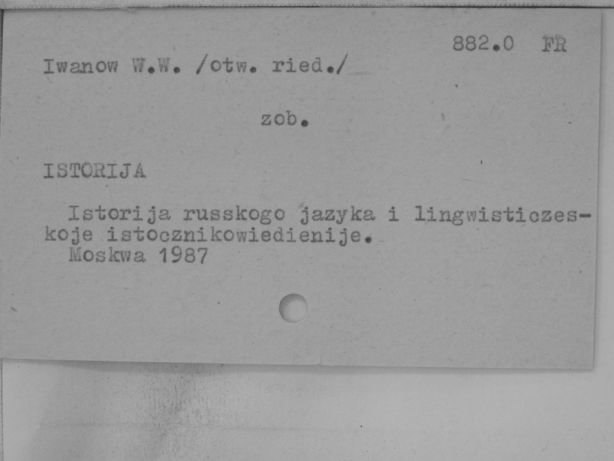 882.0 FR
Iwanow W.W. /otw. ried./
zob.
ISTORIJA
Istorija russkogo jazyka i lingwisticzes-
koje istocznikowiedienije.
Moskwa 1987